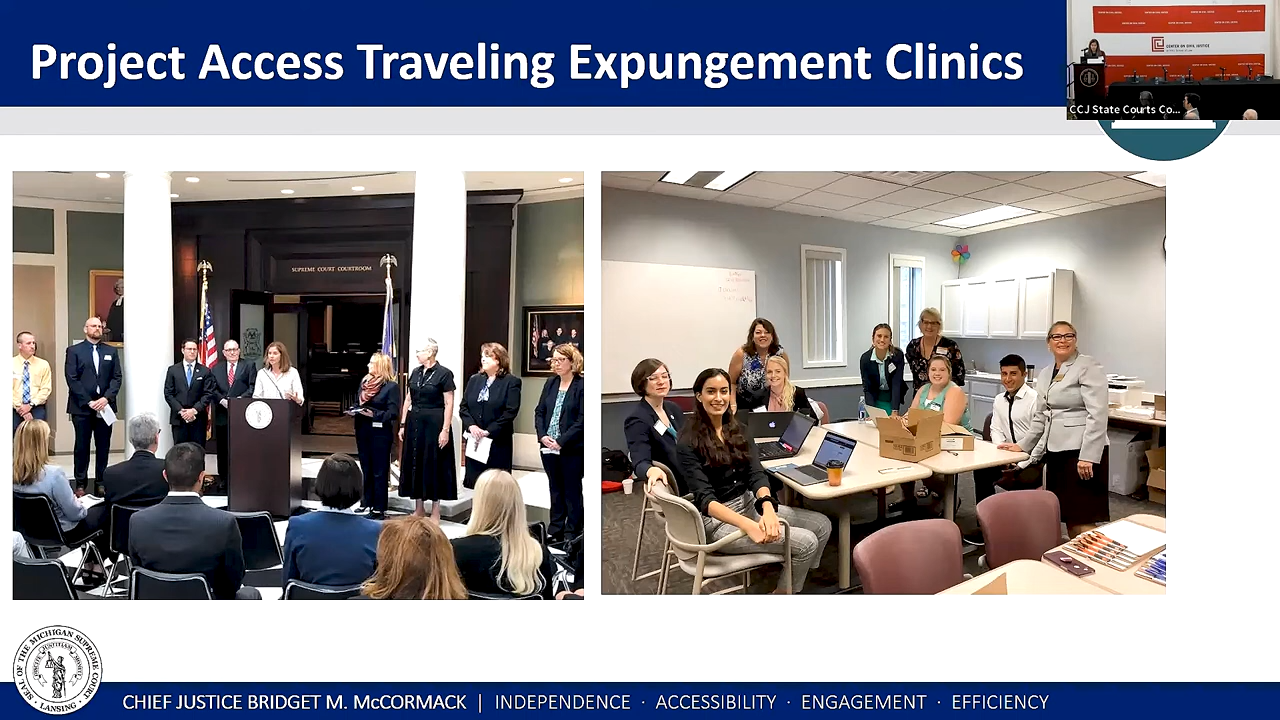 Project Access Traveling Expungement Clinics
CENTER ON CIVIL JUSTICE
CCJ State Courts Co...
SUPREME COURT COURTROOM
SEAL OF THE MICHIGAN SUPREME COURT
LANSING
CHIEF JUSTICE BRIDGET M. McCORMACK | INDEPENDENCE · ACCESSIBILITY · ENGAGEMENT · EFFICIENCY